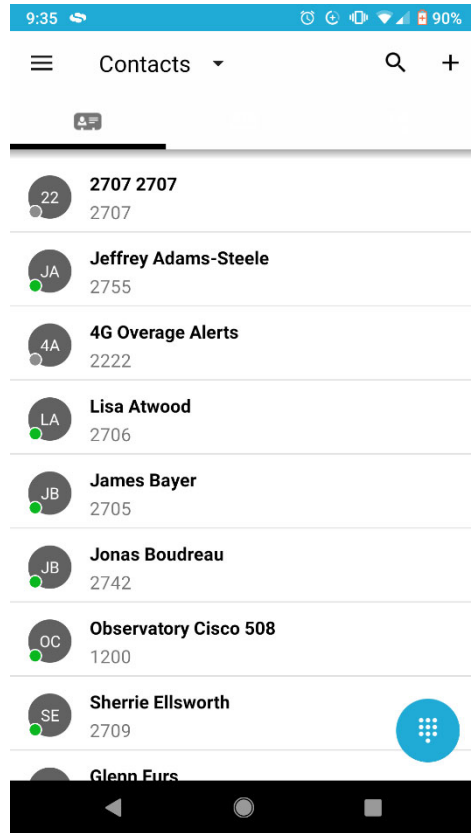 9:35
90%
Contacts
22
2707 2707
2707
JA
Jeffrey Adams-Steele
2755
4A
4G Overage Alerts
2222
LA
Lisa Atwood
2706
JB
James Bayer
2705
JB
Jonas Boudreau
2742
OC
Observatory Cisco 508
1200
SE
Sherrie Ellsworth
2709
Glenn Furs